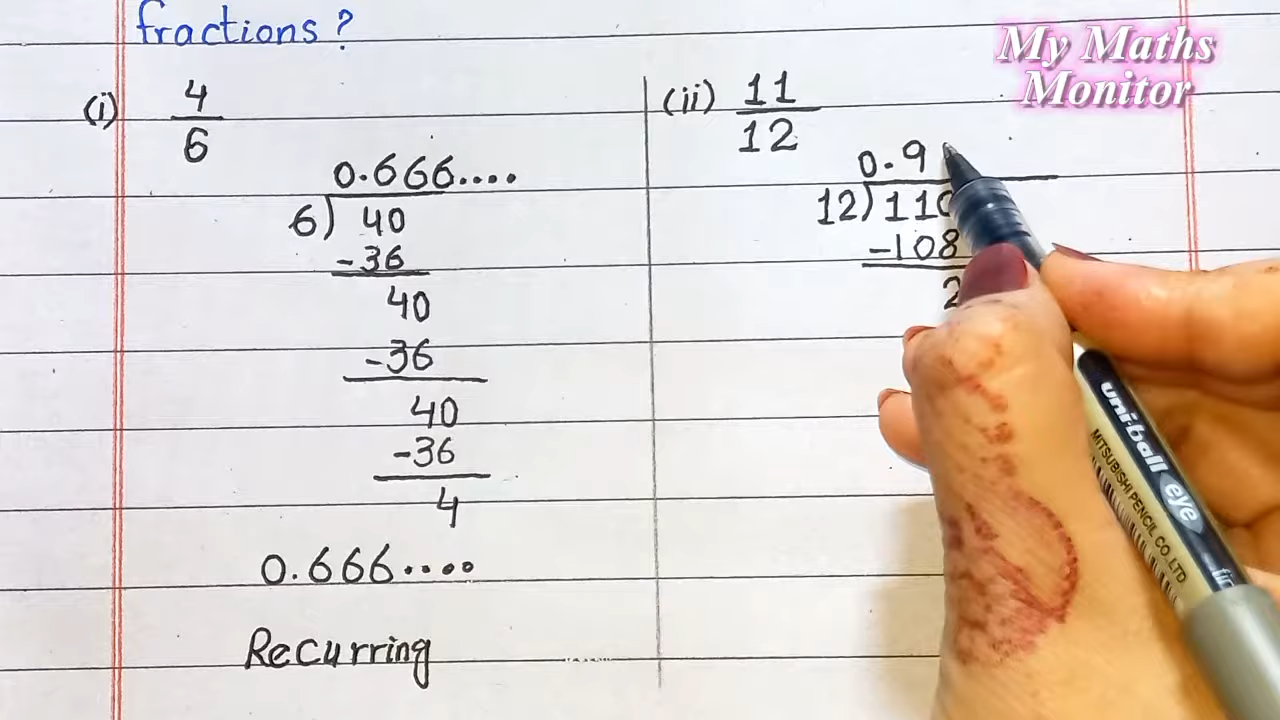 fractions ?
My Maths
Monitor
(i) 4
6
0.666....
6) 40
-36
40
-36
40
-36
4
0.666....
Recurring
(ii) 11
12
0.9
12) 110
-108
2
uni-ball eye
MITSUBISHI PENCIL CO., LTD